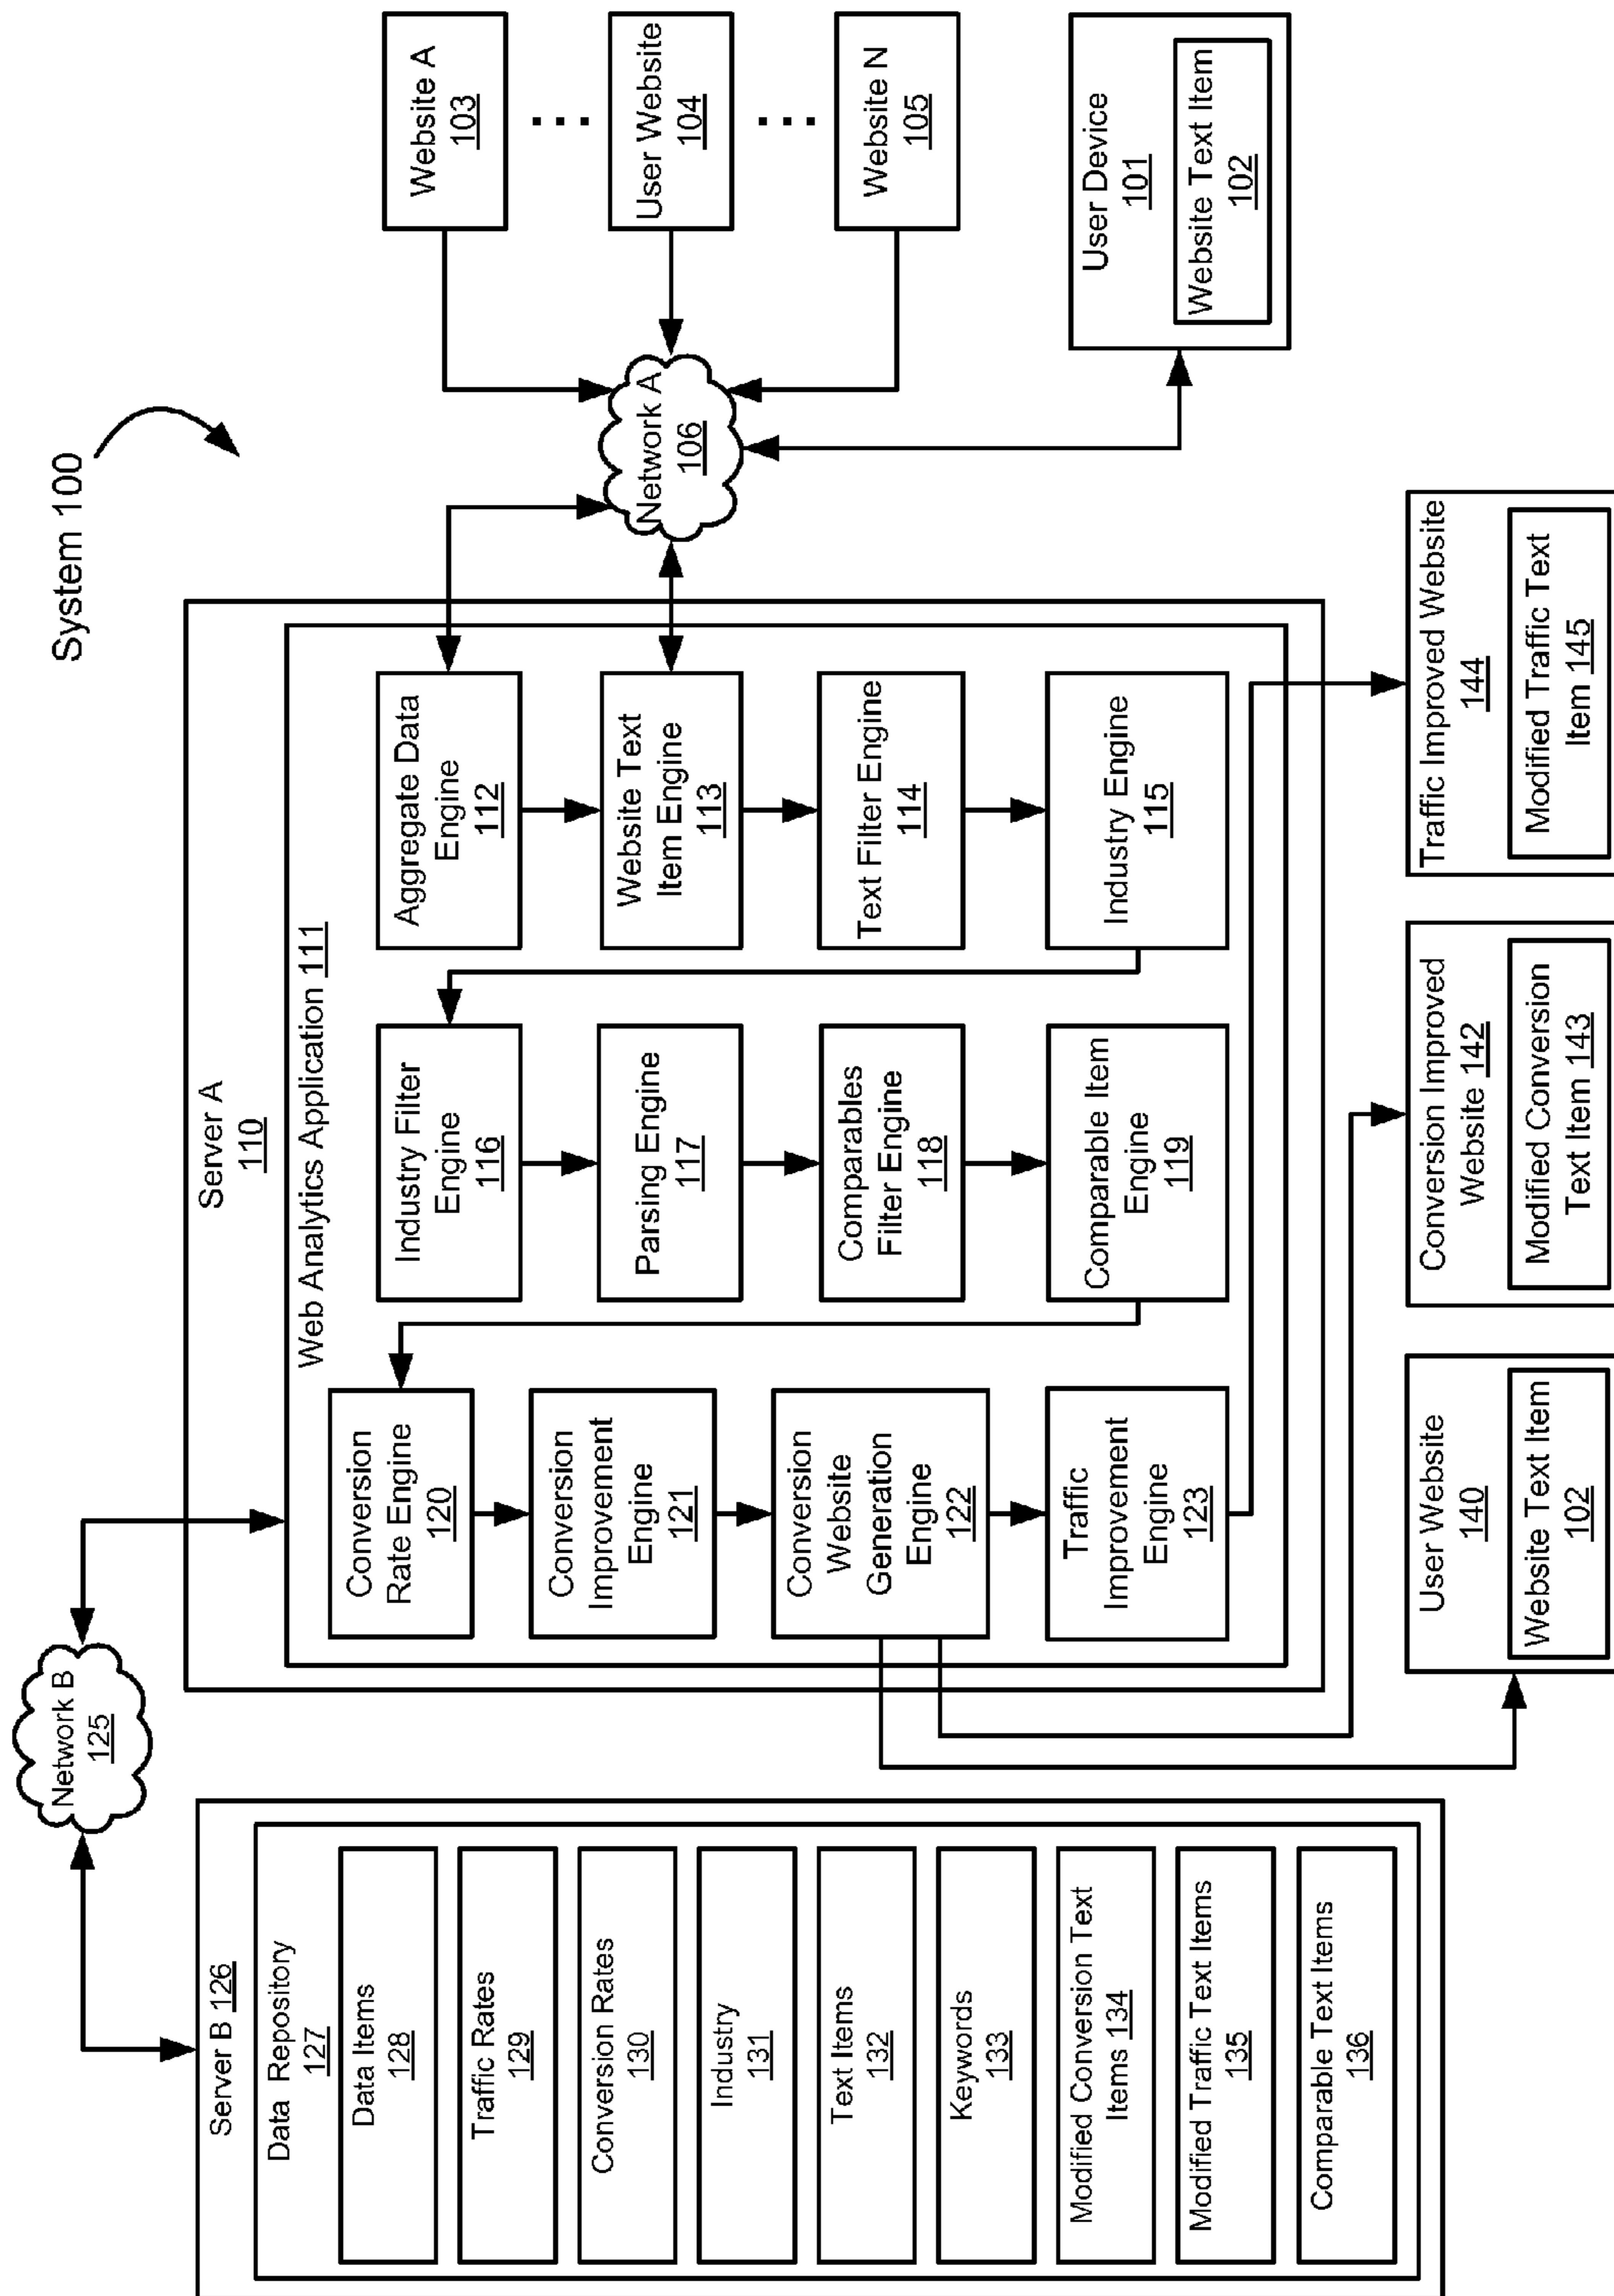 System 100
Network B
125
Server B 126
Data Repository
127
Data Items
128
Traffic Rates
129
Conversion Rates
130
Industry
131
Text Items
132
Keywords
133
Modified Conversion Text
Items 134
Modified Traffic Text Items
135
Comparable Text Items
136
Server A
110
Web Analytics Application 111
Conversion
Rate Engine
120
Conversion
Improvement
Engine
121
Conversion
Website
Generation
Engine
122
Traffic
Improvement
Engine
123
Industry Filter
Engine
116
Parsing Engine
117
Comparables
Filter Engine
118
Comparable Item
Engine
119
Aggregate Data
Engine
112
Website Text
Item Engine
113
Text Filter Engine
114
Industry Engine
115
Network A
106
Website A
103
...
User Website
104
...
Website N
105
User Device
101
Website Text Item
102
User Website
140
Website Text Item
102
Conversion Improved
Website 142
Modified Conversion
Text Item 143
Traffic Improved Website
144
Modified Traffic Text
Item 145